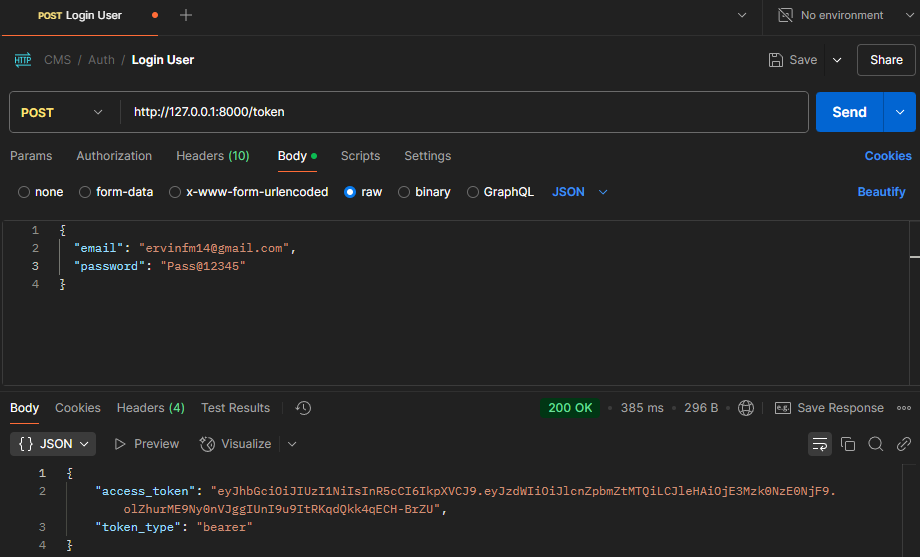 POST Login User
No environment
HTTP CMS / Auth / Login User
Save
Share
POST
http://127.0.0.1:8000/token
Send
Params Authorization Headers (10) Body Scripts Settings Cookies
none form-data x-www-form-urlencoded raw binary GraphQL JSON Beautify
1 {
2 "email": "ervinfm14@gmail.com",
3 "password": "Pass@12345"
4 }
Body Cookies Headers (4) Test Results 200 OK 385 ms 296 B e.g. Save Response
{} JSON Preview Visualize
1 {
2 "access_token": "eyJhbGciOiJIUzI1NiIsInR5cCI6IkpXVCJ9.eyJzdWIiOiJlcnZpbmZtMTQiLCJleHAiOjE3Mzk0NzE0NjF9.
olZhurME9Ny0nVJggIUnI9u9ItRKqdQkk4qECH-BrZU",
3 "token_type": "bearer"
4 }